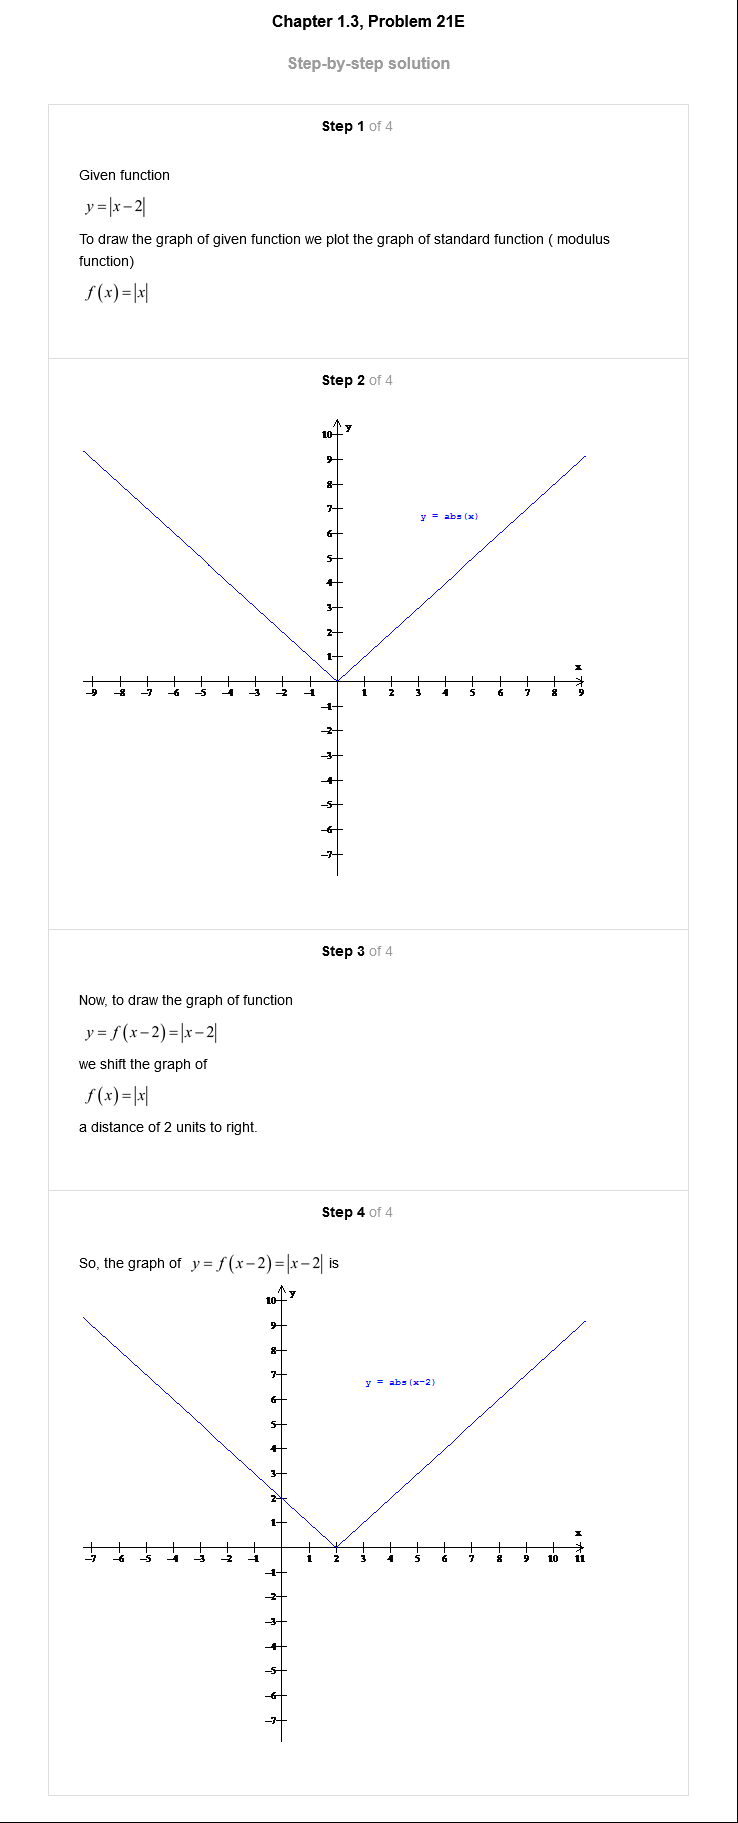 Chapter 1.3, Problem 21E
Step-by-step solution
Step 1 of 4
Given function
y = |x − 2|
To draw the graph of given function we plot the graph of standard function ( modulus
function)
f (x) = |x|
Step 2 of 4
y
10
9
8
7
y = abs(x)
6
5
4
3
2
1
x
−9 −8 −7 −6 −5 −4 −3 −2 −1 1 2 3 4 5 6 7 8 9
−1
−2
−3
−4
−5
−6
−7
Step 3 of 4
Now, to draw the graph of function
y = f (x − 2) = |x − 2|
we shift the graph of
f (x) = |x|
a distance of 2 units to right.
Step 4 of 4
So, the graph of y = f (x − 2) = |x − 2| is
y
10
9
8
7
y = abs(x-2)
6
5
4
3
2
1
x
−7 −6 −5 −4 −3 −2 −1 1 2 3 4 5 6 7 8 9 10 11
−1
−2
−3
−4
−5
−6
−7